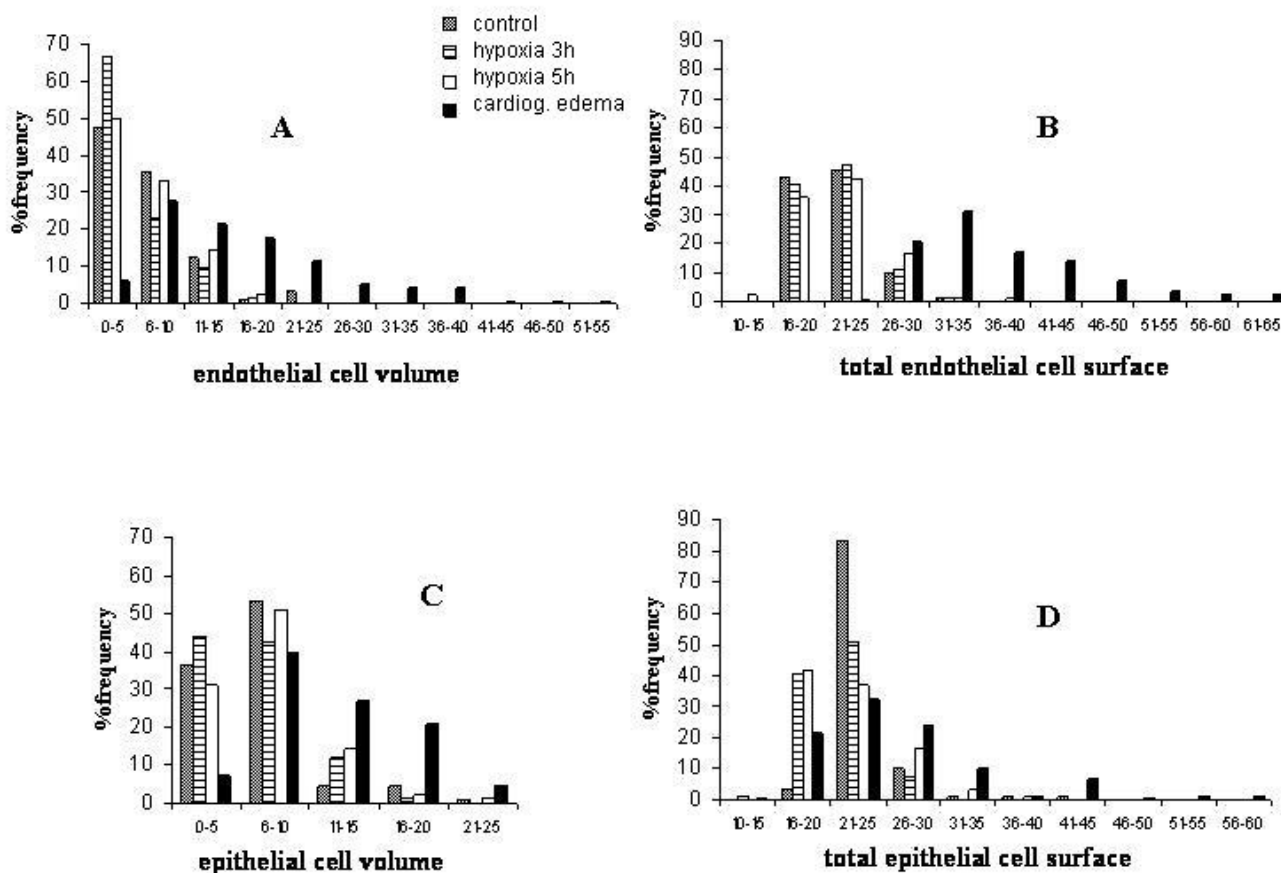 control
hypoxia 3h
hypoxia 5h
cardiog. edema
A
%frequency
70
60
50
40
30
20
10
0
0-5 6-10 11-15 16-20 21-25 26-30 31-35 36-40 41-45 46-50 51-55
endothelial cell volume
B
%frequency
90
80
70
60
50
40
30
20
10
0
10-15 16-20 21-25 26-30 31-35 36-40 41-45 46-50 51-55 56-60 61-65
total endothelial cell surface
C
%frequency
70
60
50
40
30
20
10
0
0-5 6-10 11-15 16-20 21-25
epithelial cell volume
D
%frequency
90
80
70
60
50
40
30
20
10
0
10-15 16-20 21-25 26-30 31-35 36-40 41-45 46-50 51-55 56-60
total epithelial cell surface